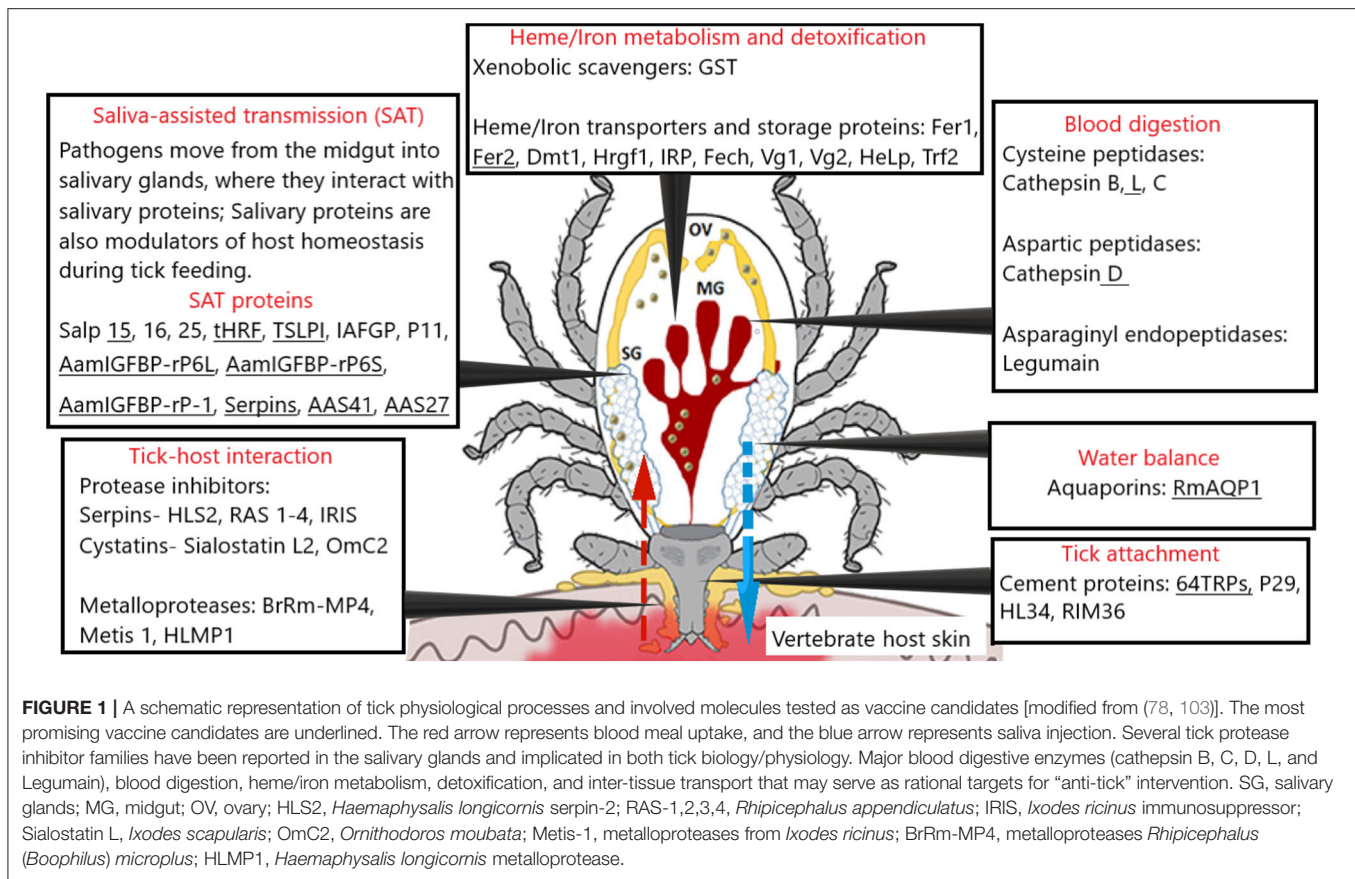 Heme/Iron metabolism and detoxification
Xenobolic scavengers: GST
Heme/Iron transporters and storage proteins: Fer1,
Fer2, Dmt1, Hrgf1, IRP, Fech, Vg1, Vg2, HeLp, Trf2
Saliva-assisted transmission (SAT)
Pathogens move from the midgut into
salivary glands, where they interact with
salivary proteins; Salivary proteins are
also modulators of host homeostasis
during tick feeding.
SAT proteins
Salp 15, 16, 25, tHRF, TSLPI, IAFGP, P11,
AamIGFBP-rP6L, AamIGFBP-rP6S,
AamIGFBP-rP-1, Serpins, AAS41, AAS27
Tick-host interaction
Protease inhibitors:
Serpins- HLS2, RAS 1-4, IRIS
Cystatins- Sialostatin L2, OmC2
Metalloproteases: BrRm-MP4,
Metis 1, HLMP1
OV
MG
SG
Blood digestion
Cysteine peptidases:
Cathepsin B, L, C
Aspartic peptidases:
Cathepsin D
Asparaginyl endopeptidases:
Legumain
Water balance
Aquaporins: RmAQP1
Tick attachment
Cement proteins: 64TRPs, P29,
HL34, RIM36
Vertebrate host skin
FIGURE 1 | A schematic representation of tick physiological processes and involved molecules tested as vaccine candidates [modified from (78, 103)]. The most
promising vaccine candidates are underlined. The red arrow represents blood meal uptake, and the blue arrow represents saliva injection. Several tick protease
inhibitor families have been reported in the salivary glands and implicated in both tick biology/physiology. Major blood digestive enzymes (cathepsin B, C, D, L, and
Legumain), blood digestion, heme/iron metabolism, detoxification, and inter-tissue transport that may serve as rational targets for “anti-tick” intervention. SG, salivary
glands; MG, midgut; OV, ovary; HLS2, Haemaphysalis longicornis serpin-2; RAS-1,2,3,4, Rhipicephalus appendiculatus; IRIS, Ixodes ricinus immunosuppressor;
Sialostatin L, Ixodes scapularis; OmC2, Ornithodoros moubata; Metis-1, metalloproteases from Ixodes ricinus; BrRm-MP4, metalloproteases Rhipicephalus
(Boophilus) microplus; HLMP1, Haemaphysalis longicornis metalloprotease.